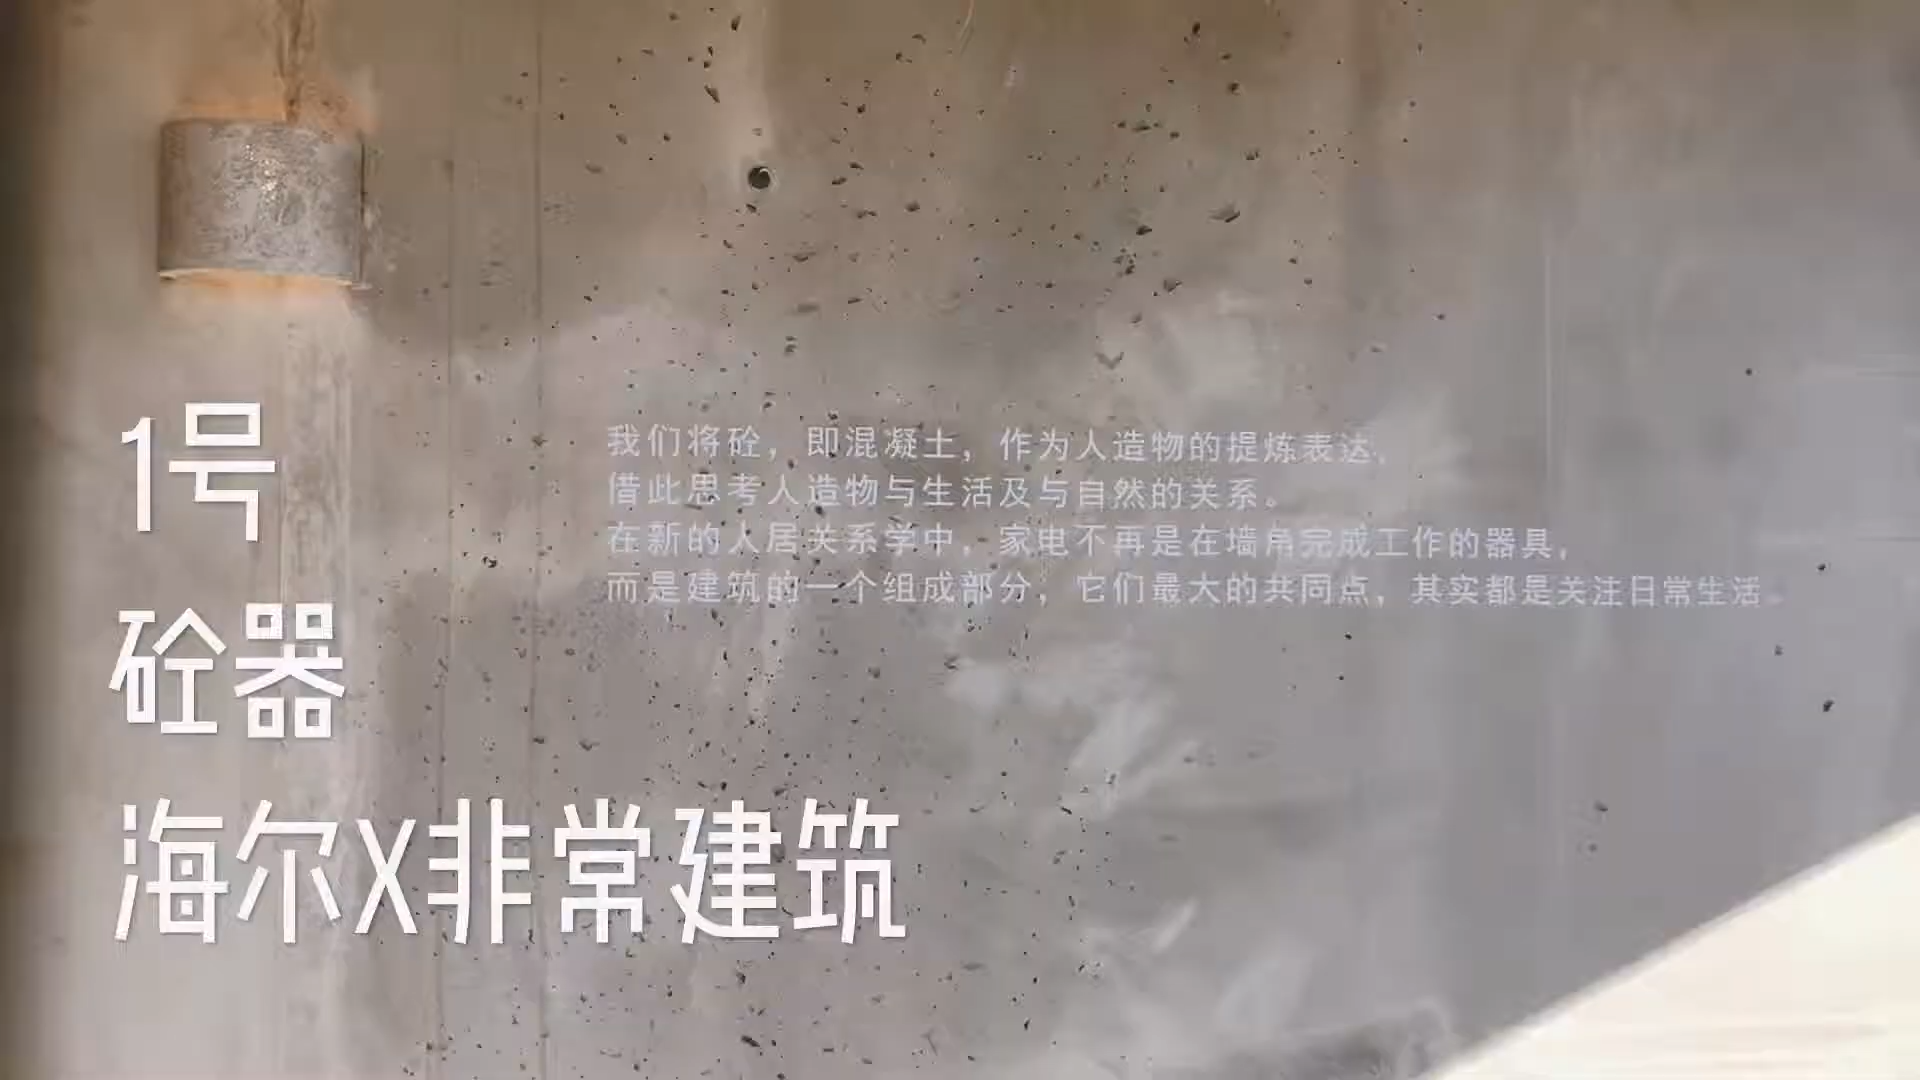 1号
砼器
海尔X非常建筑
我们将砼，即混凝土，作为人造物的提炼表达，
借此思考人造物与生活及与自然的关系。
在新的人居关系学中，家电不再是在墙角完成工作的器具，
而是建筑的一个组成部分，它们最大的共同点，其实都是关注日常生活。